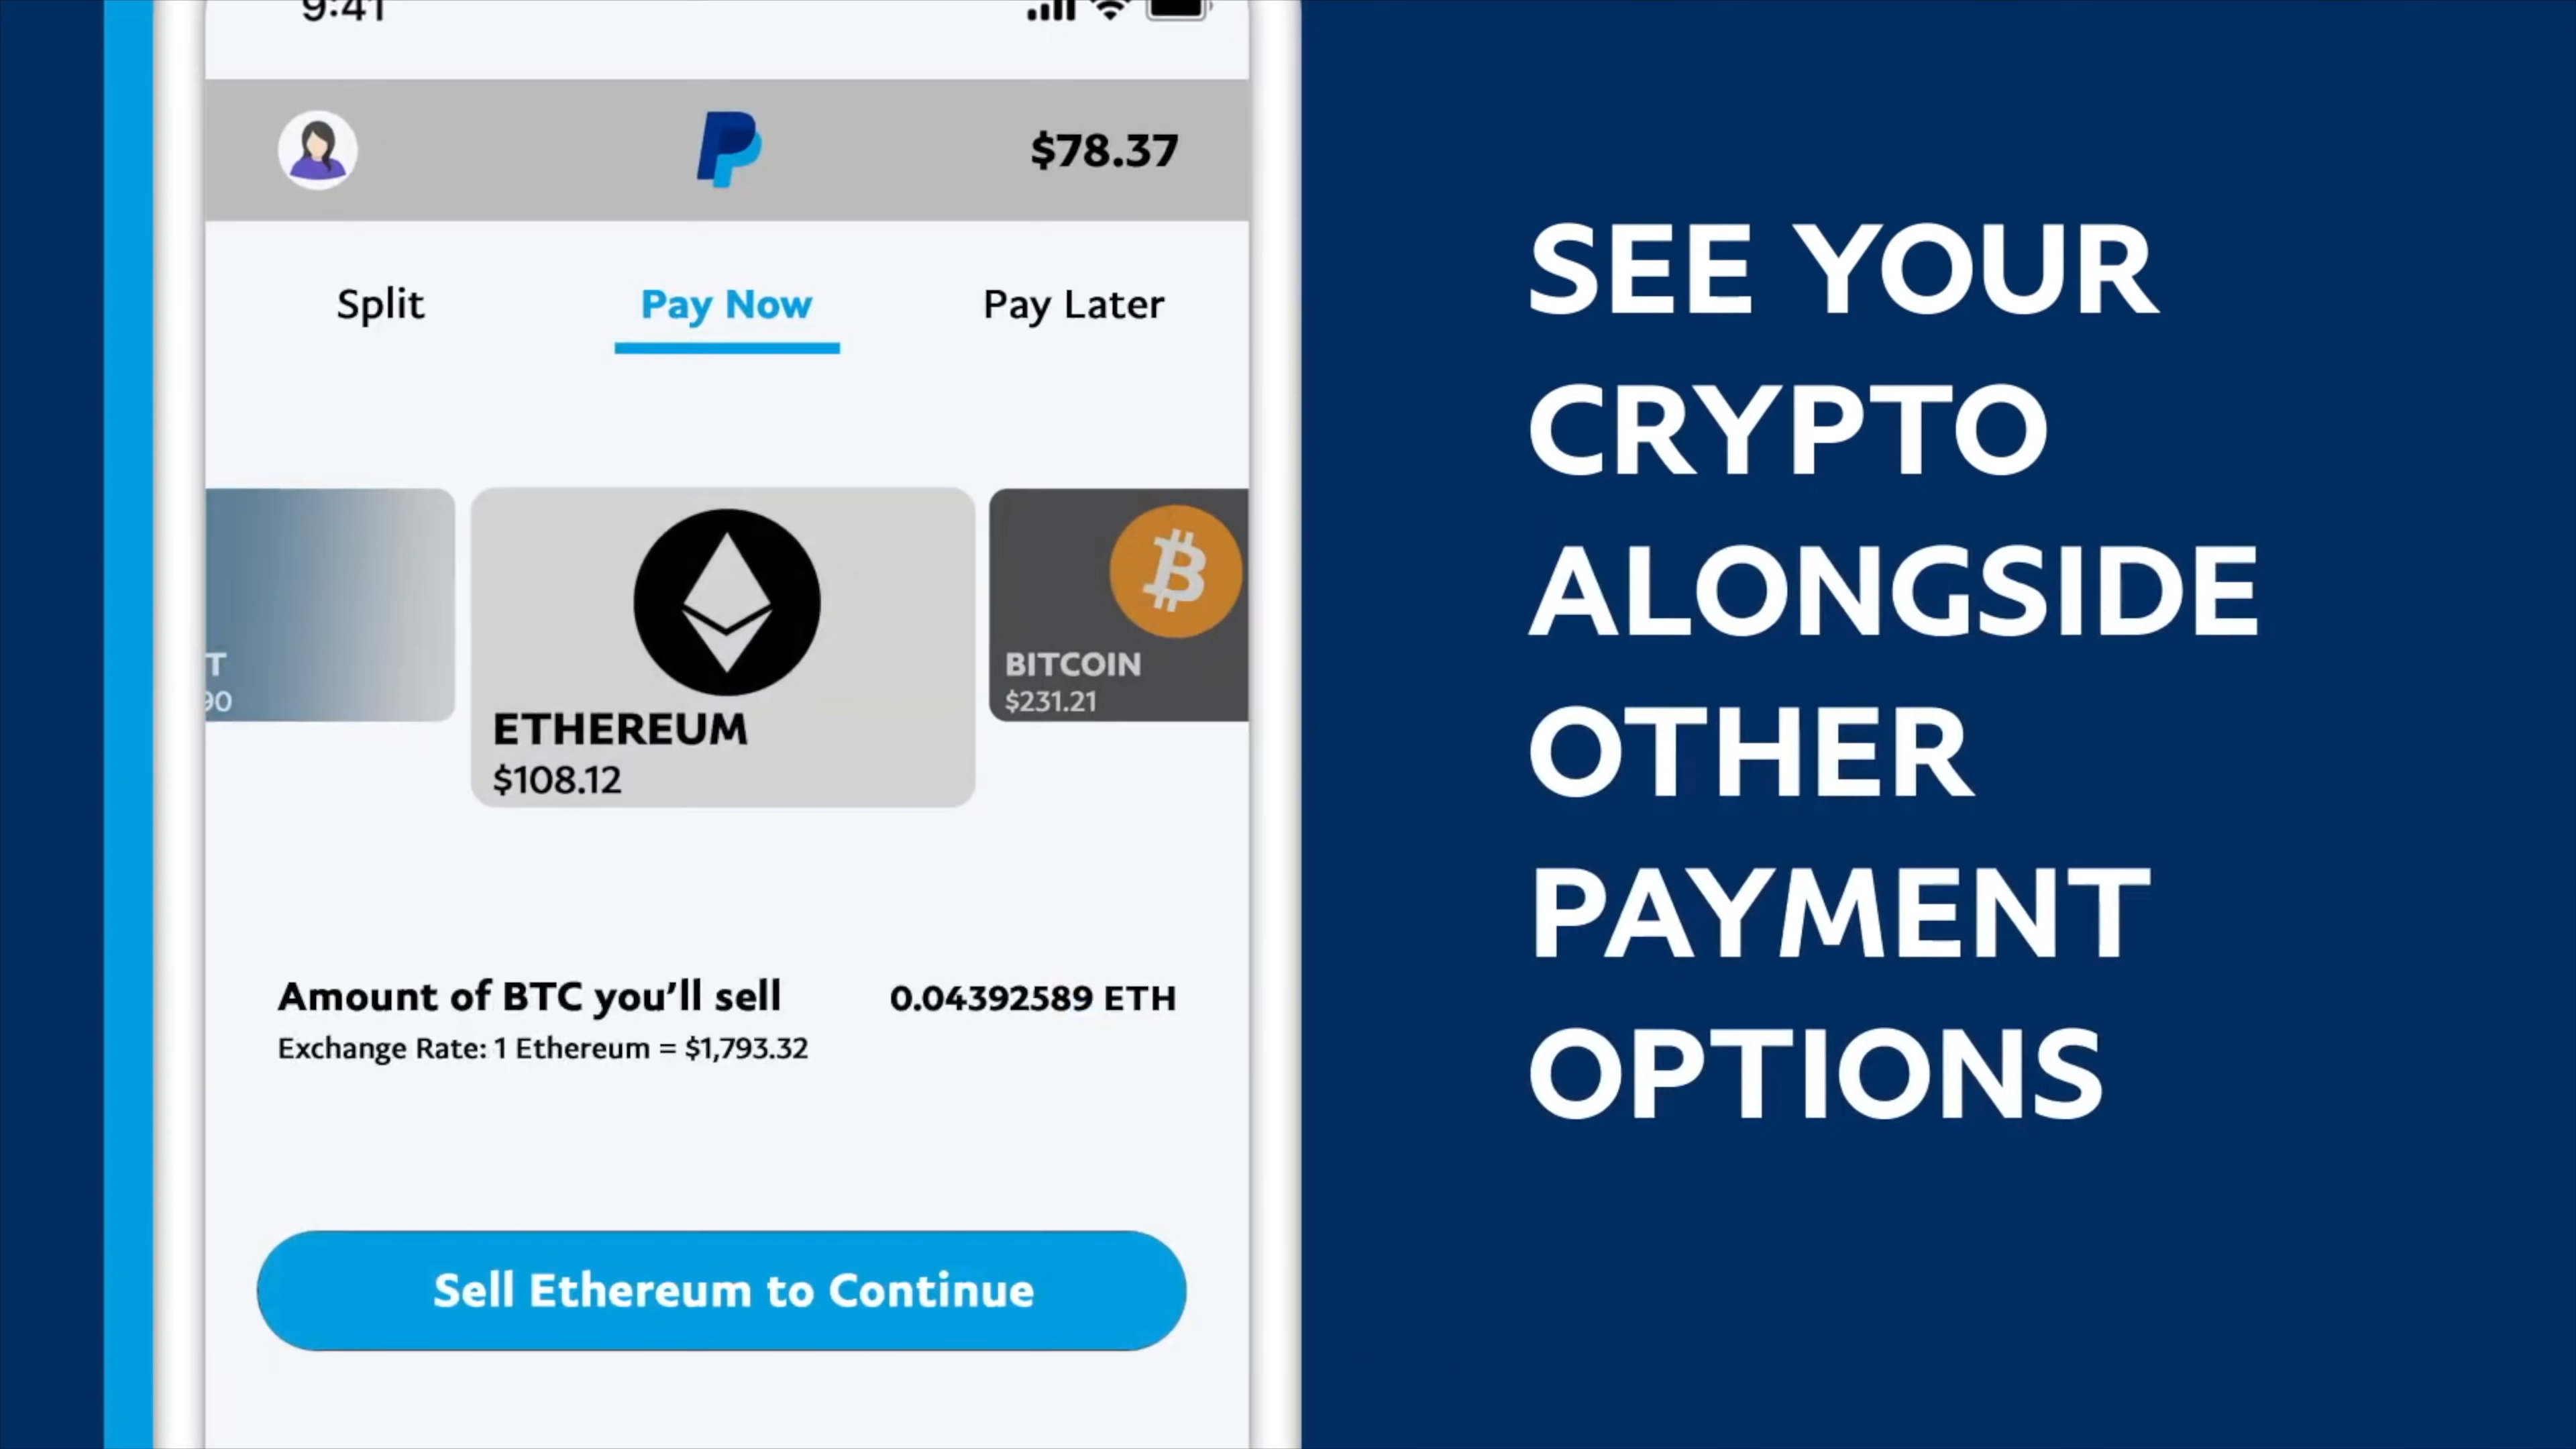 9:41
$78.37
Split Pay Now Pay Later
T
90
ETHEREUM
$108.12
BITCOIN
$231.21
Amount of BTC you’ll sell 0.04392589 ETH
Exchange Rate: 1 Ethereum = $1,793.32
Sell Ethereum to Continue
SEE YOUR
CRYPTO
ALONGSIDE
OTHER
PAYMENT
OPTIONS